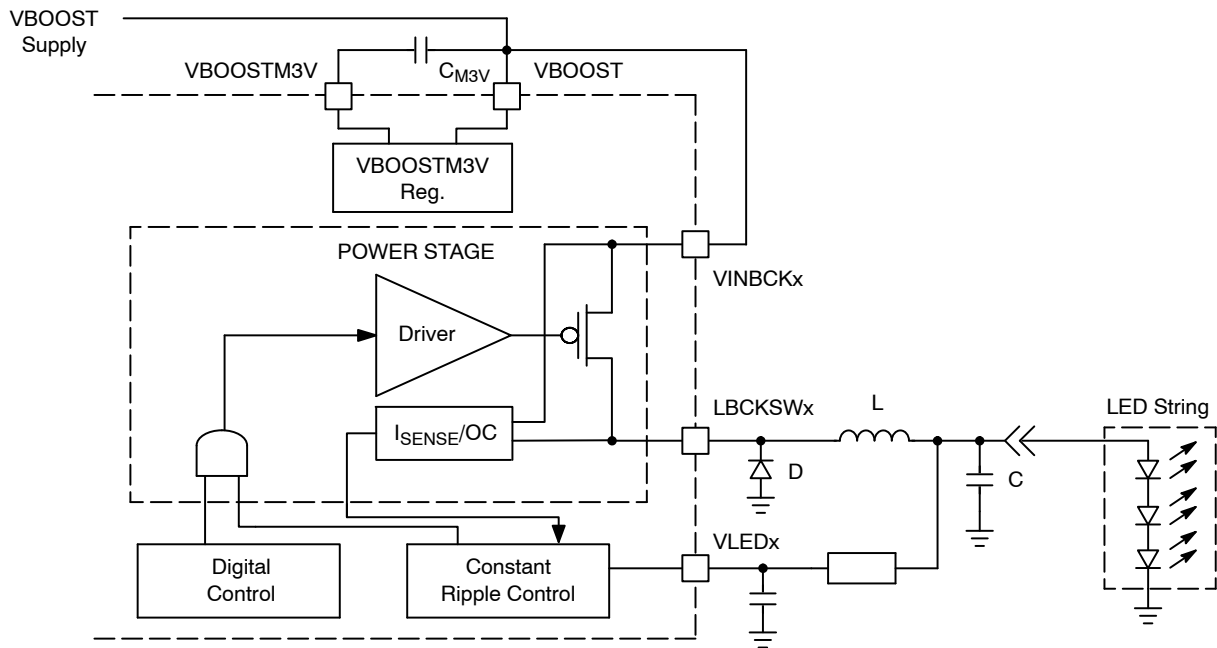 VBOOST
Supply
VBOOSTM3V
CM3V
VBOOST
VBOOSTM3V
Reg.
POWER STAGE
VINBCKx
Driver
ISENSE/OC
LBCKSWx
L
LED String
D
C
VLEDx
Digital
Control
Constant
Ripple Control